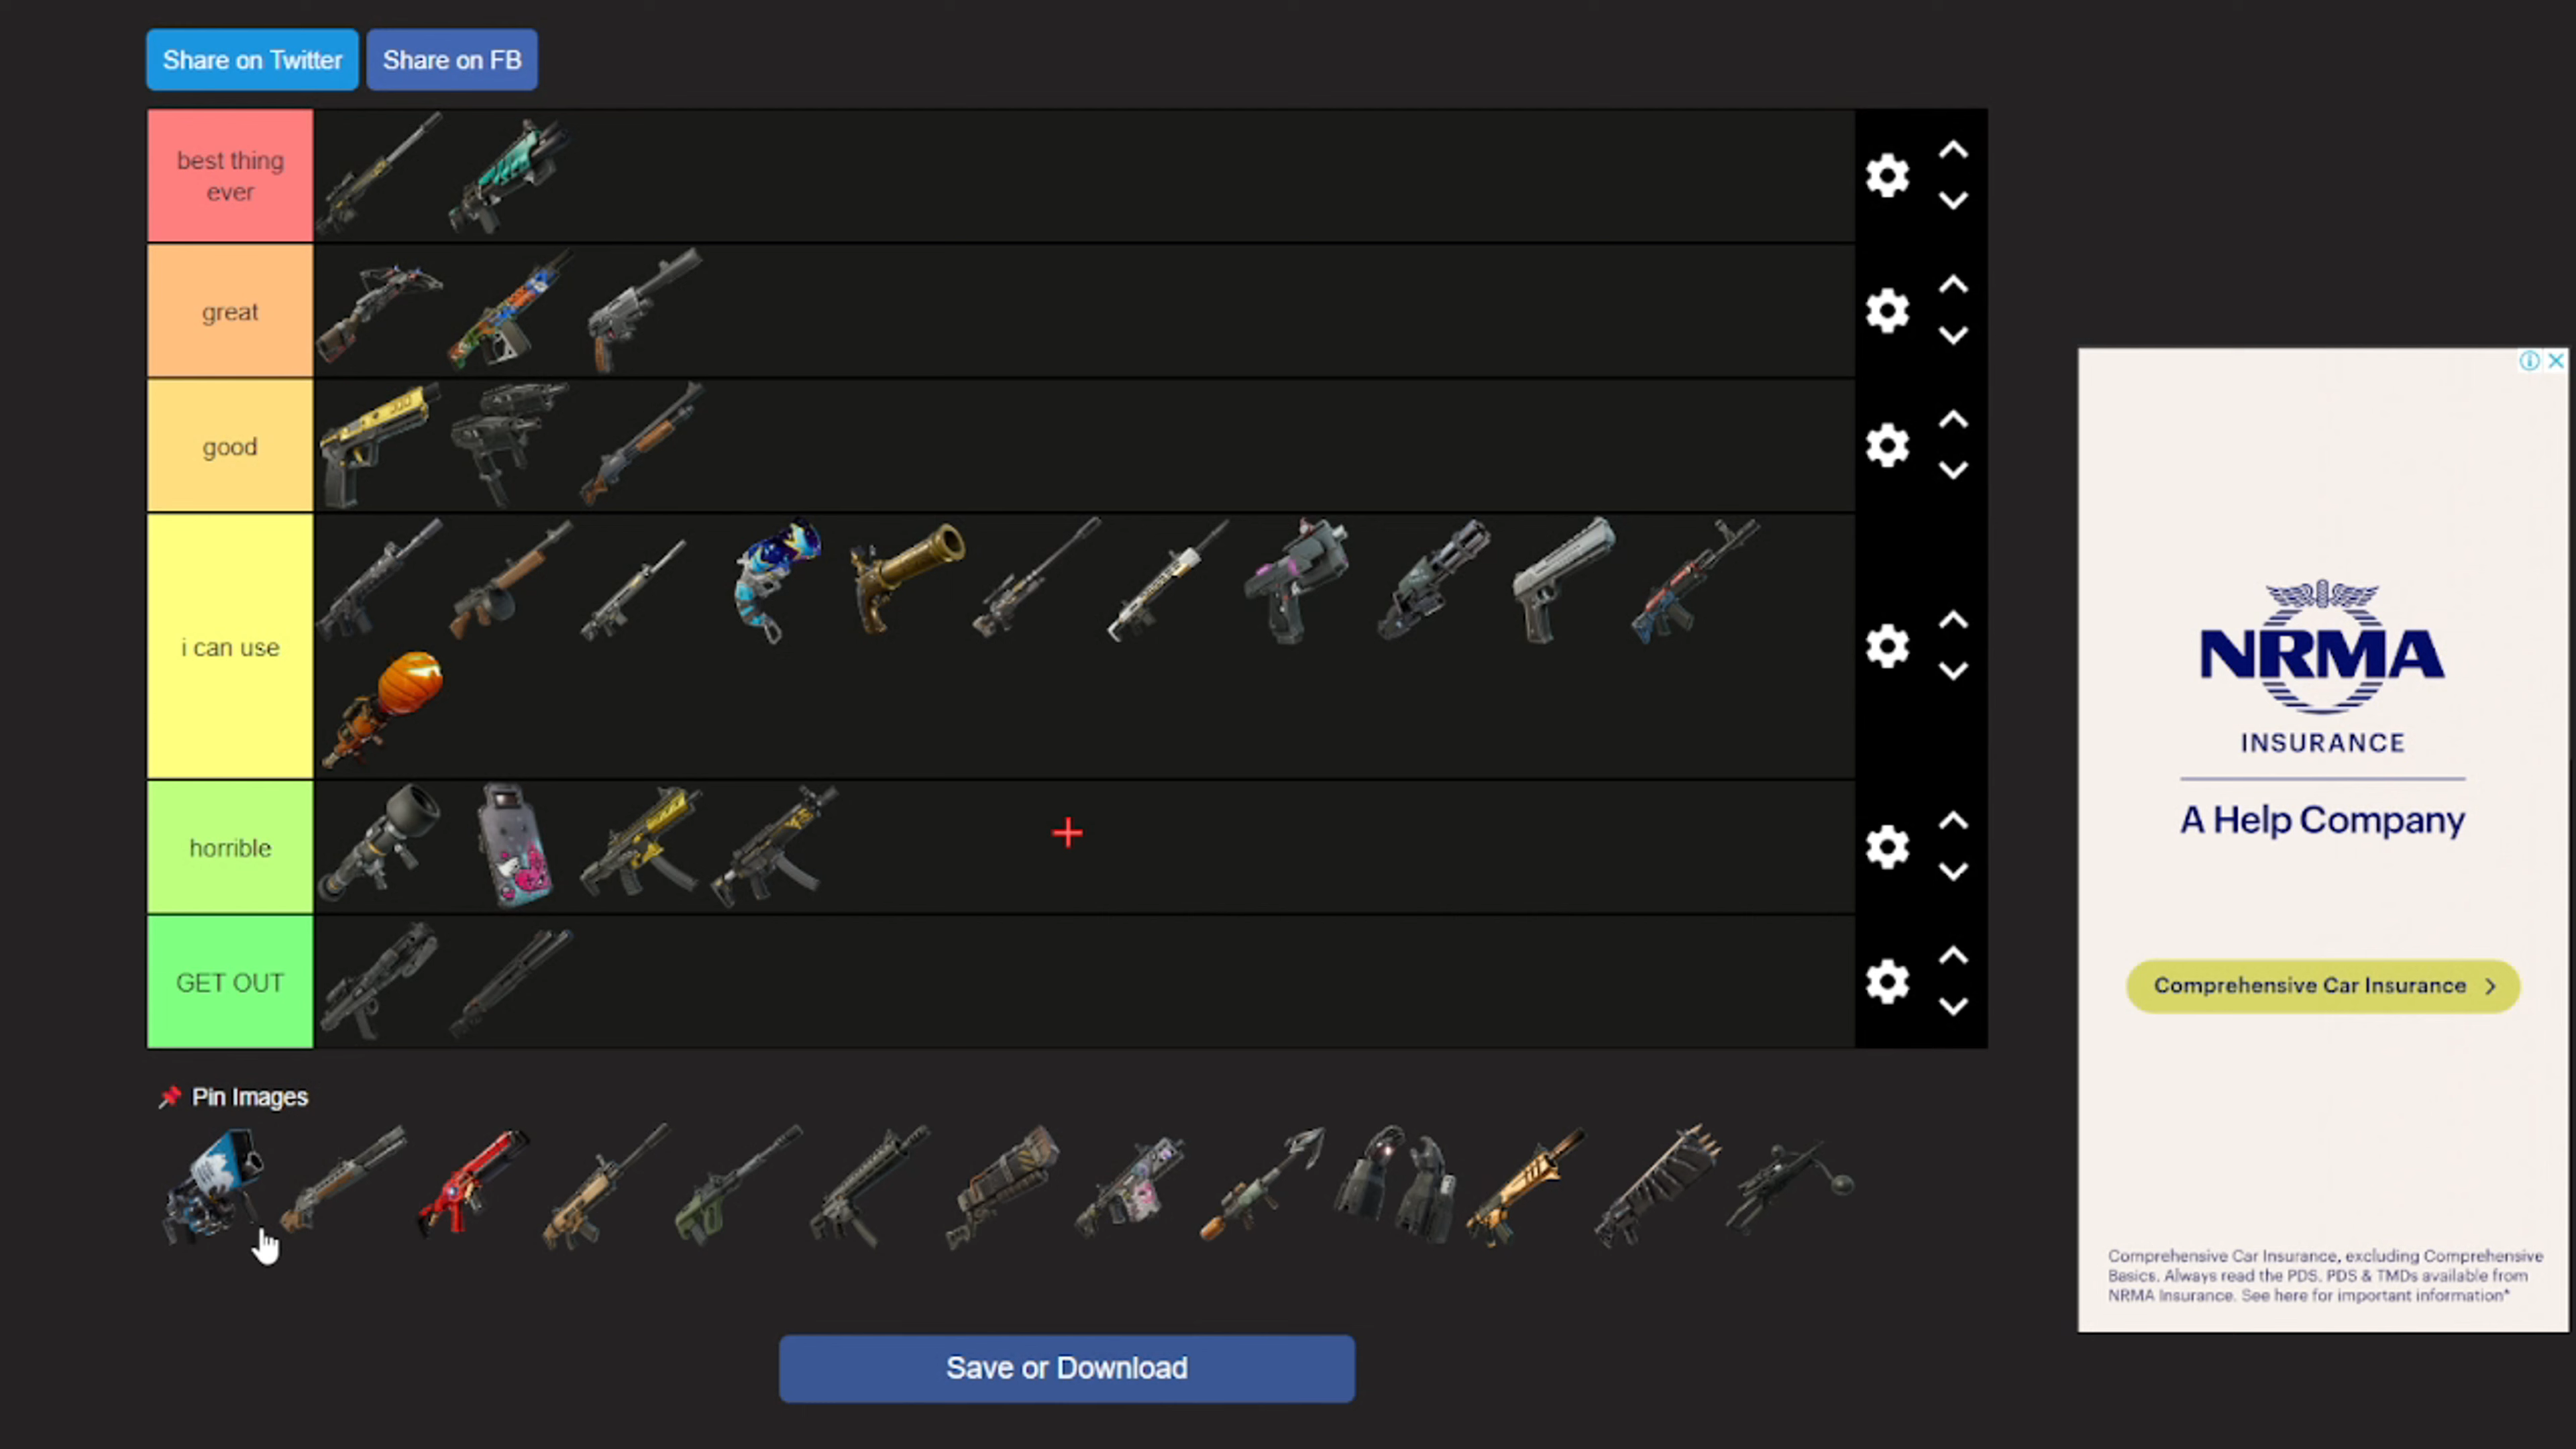 Share on Twitter
Share on FB
best thing
ever
great
good
i can use
horrible
GET OUT
Pin Images
Save or Download
NRMA
INSURANCE
A Help Company
Comprehensive Car Insurance
Comprehensive Car Insurance, excluding Comprehensive
Basics. Always read the PDS. PDS & TMDs available from
NRMA Insurance. See here for important information*